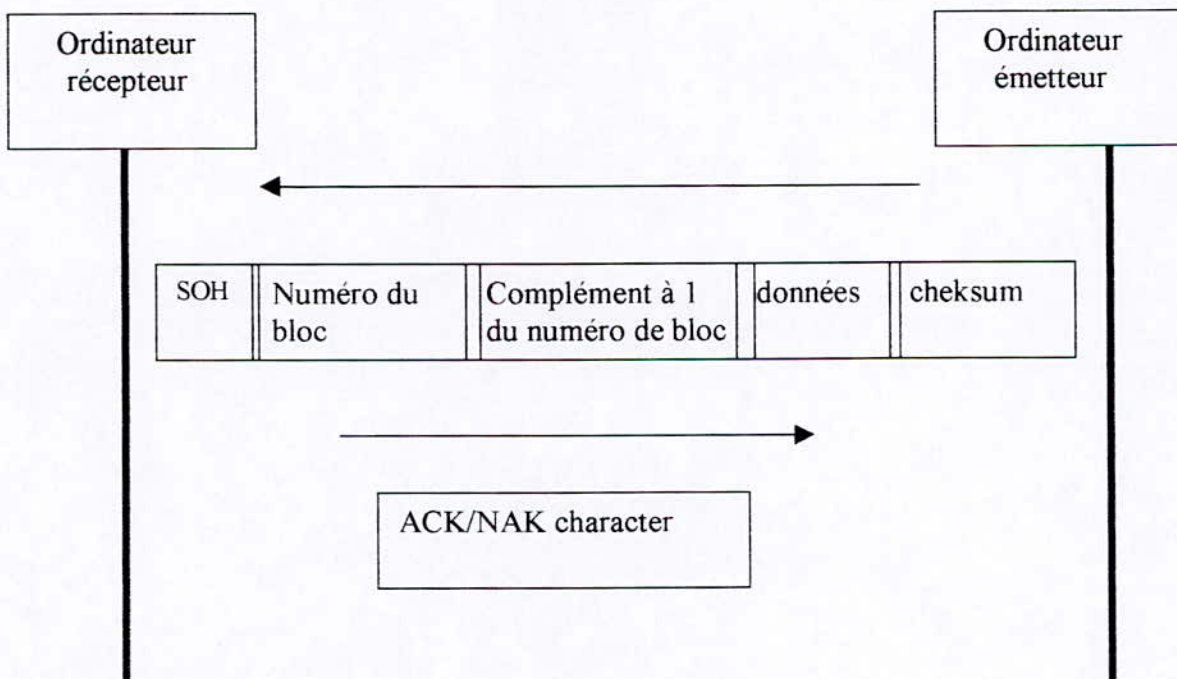 Ordinateur
récepteur
Ordinateur
émetteur
SOH
Numéro du
bloc
Complément à 1
du numéro de bloc
données
cheksum
ACK/NAK character